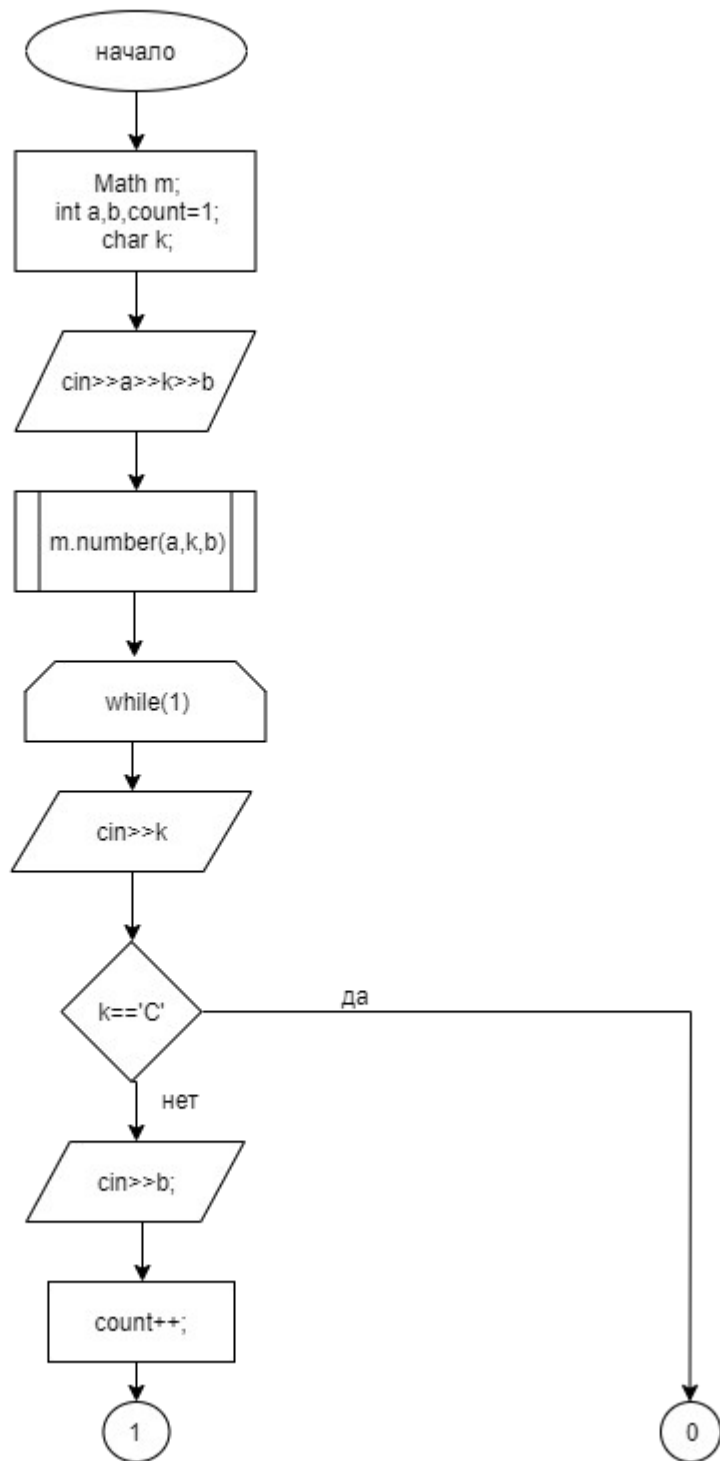 начало
Math m;
int a,b,count=1;
char k;
cin>>a>>k>>b
m.number(a,k,b)
while(1)
cin>>k
k=='C'
да
нет
cin>>b;
count++;
1
0